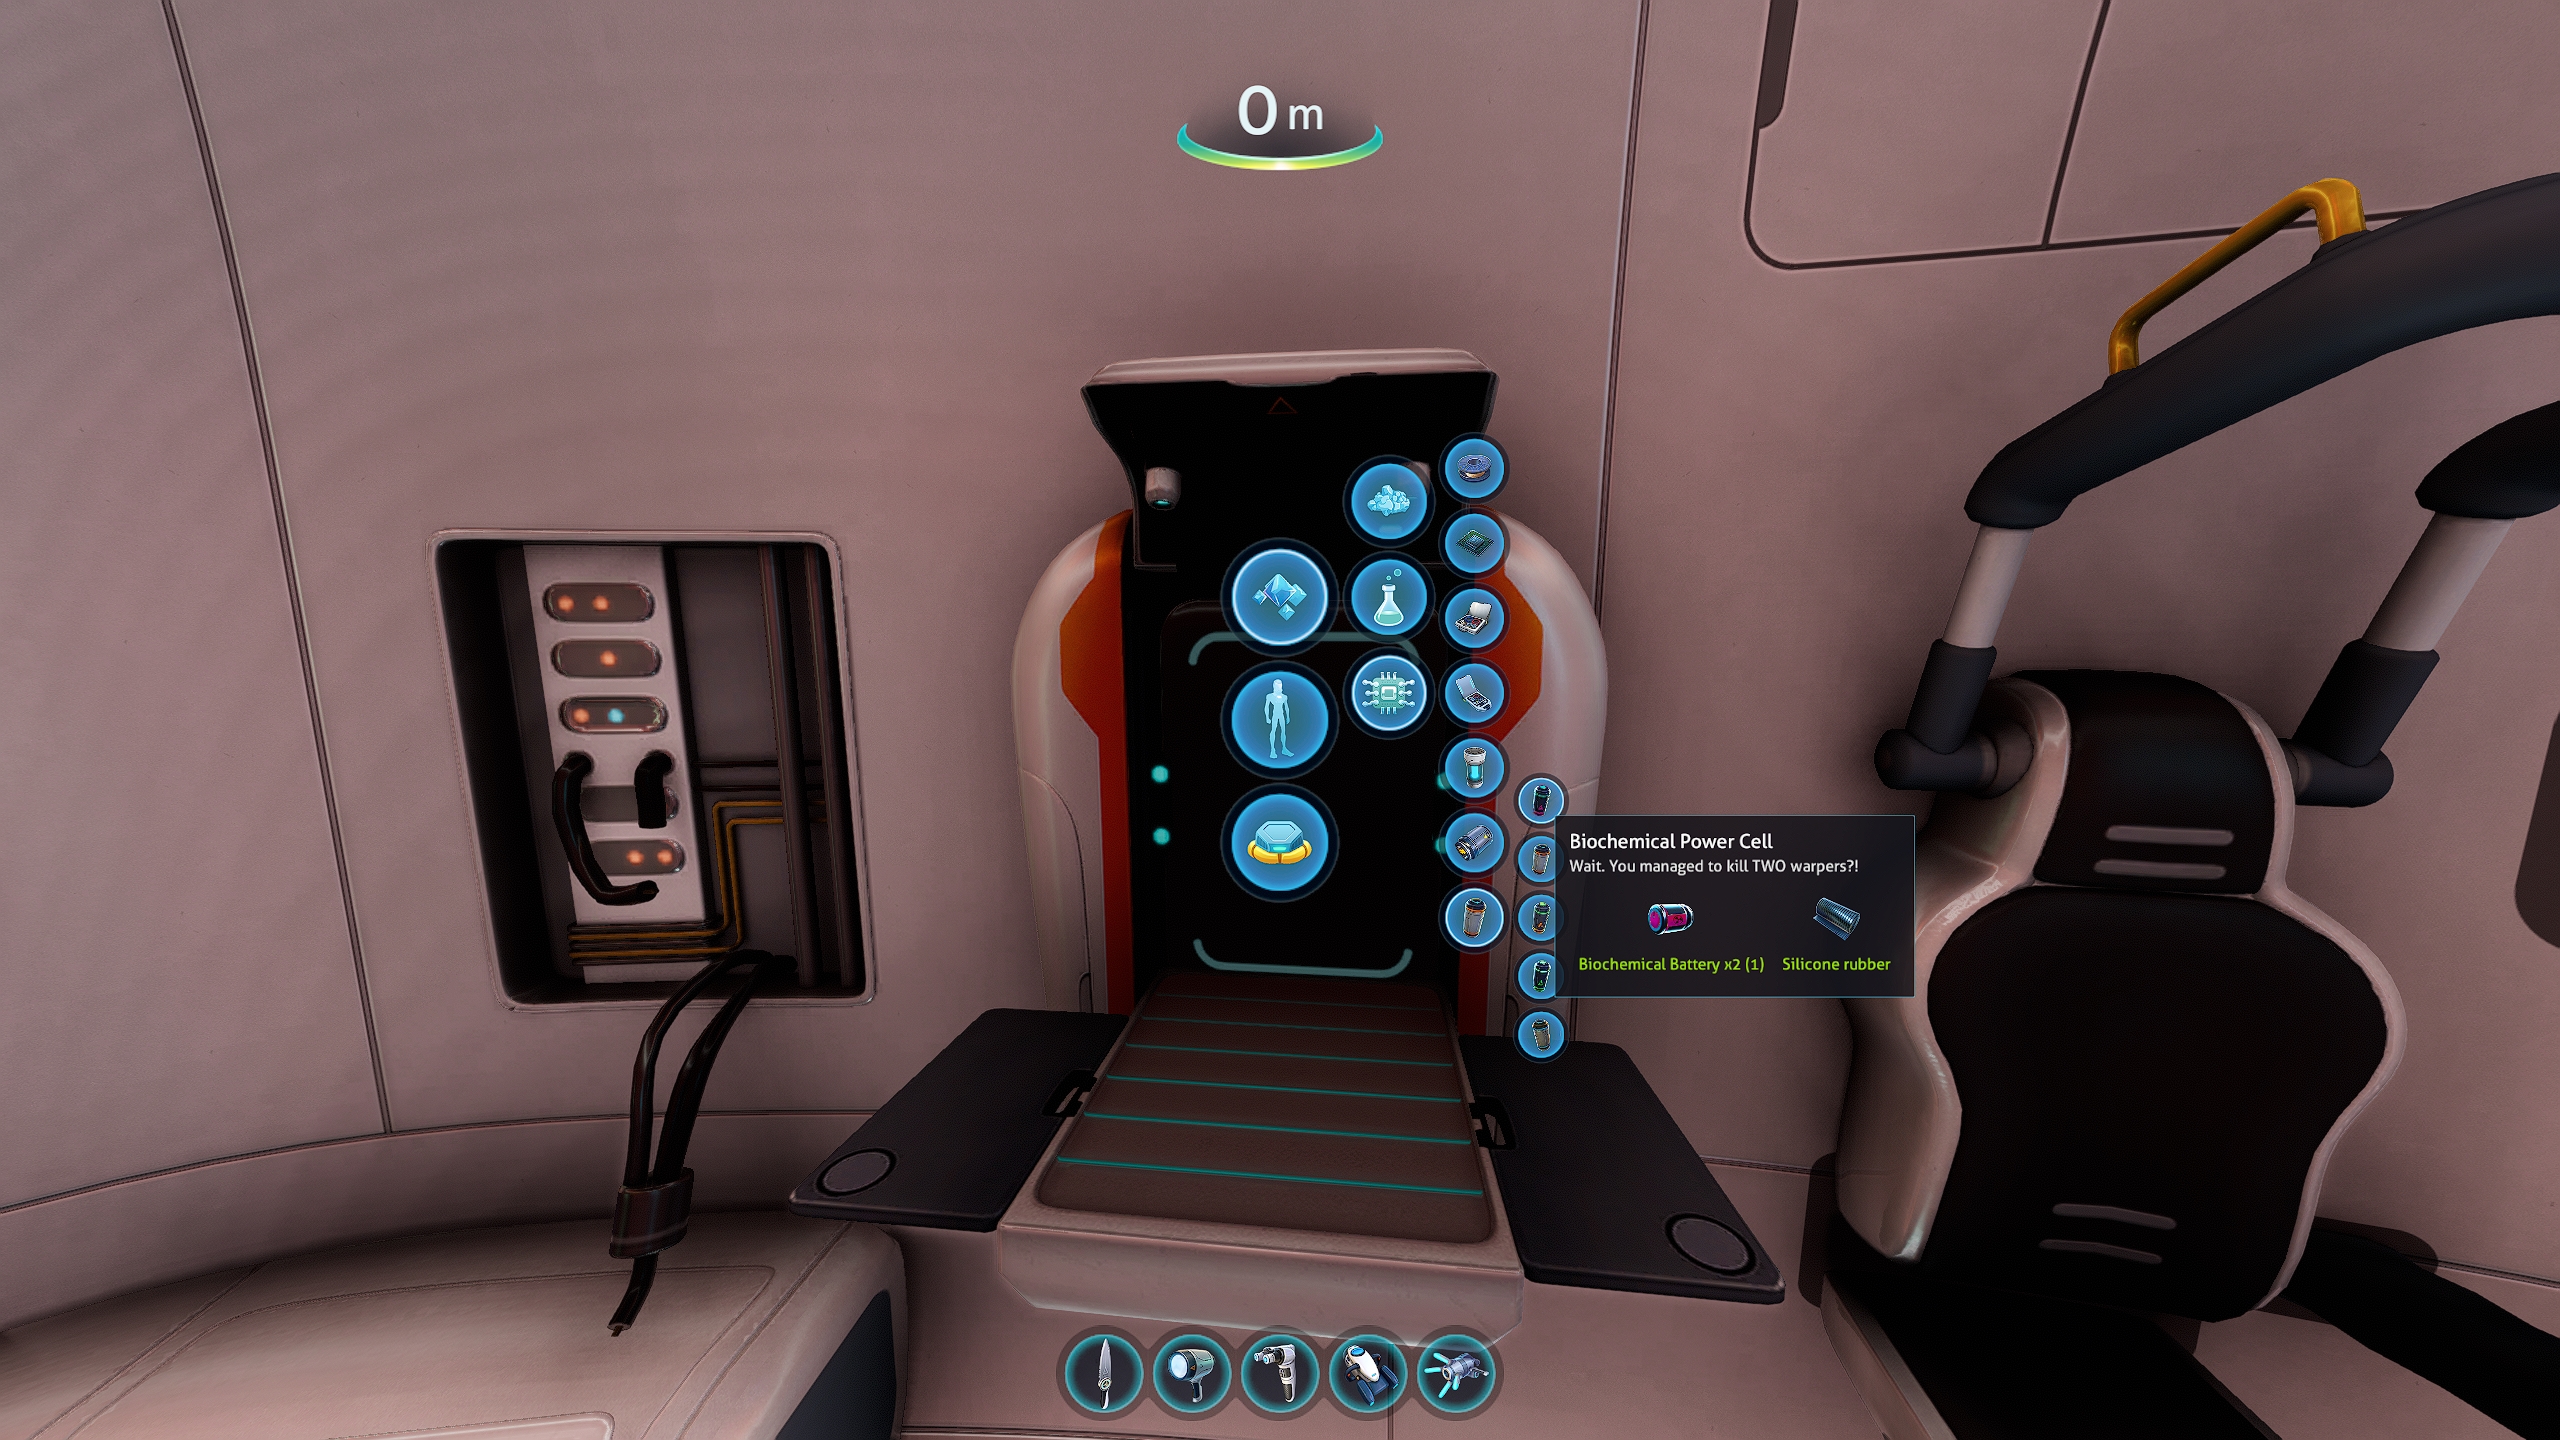 0 m
Biochemical Power Cell
Wait. You managed to kill TWO warpers?!
Biochemical Battery x2 (1) Silicone rubber